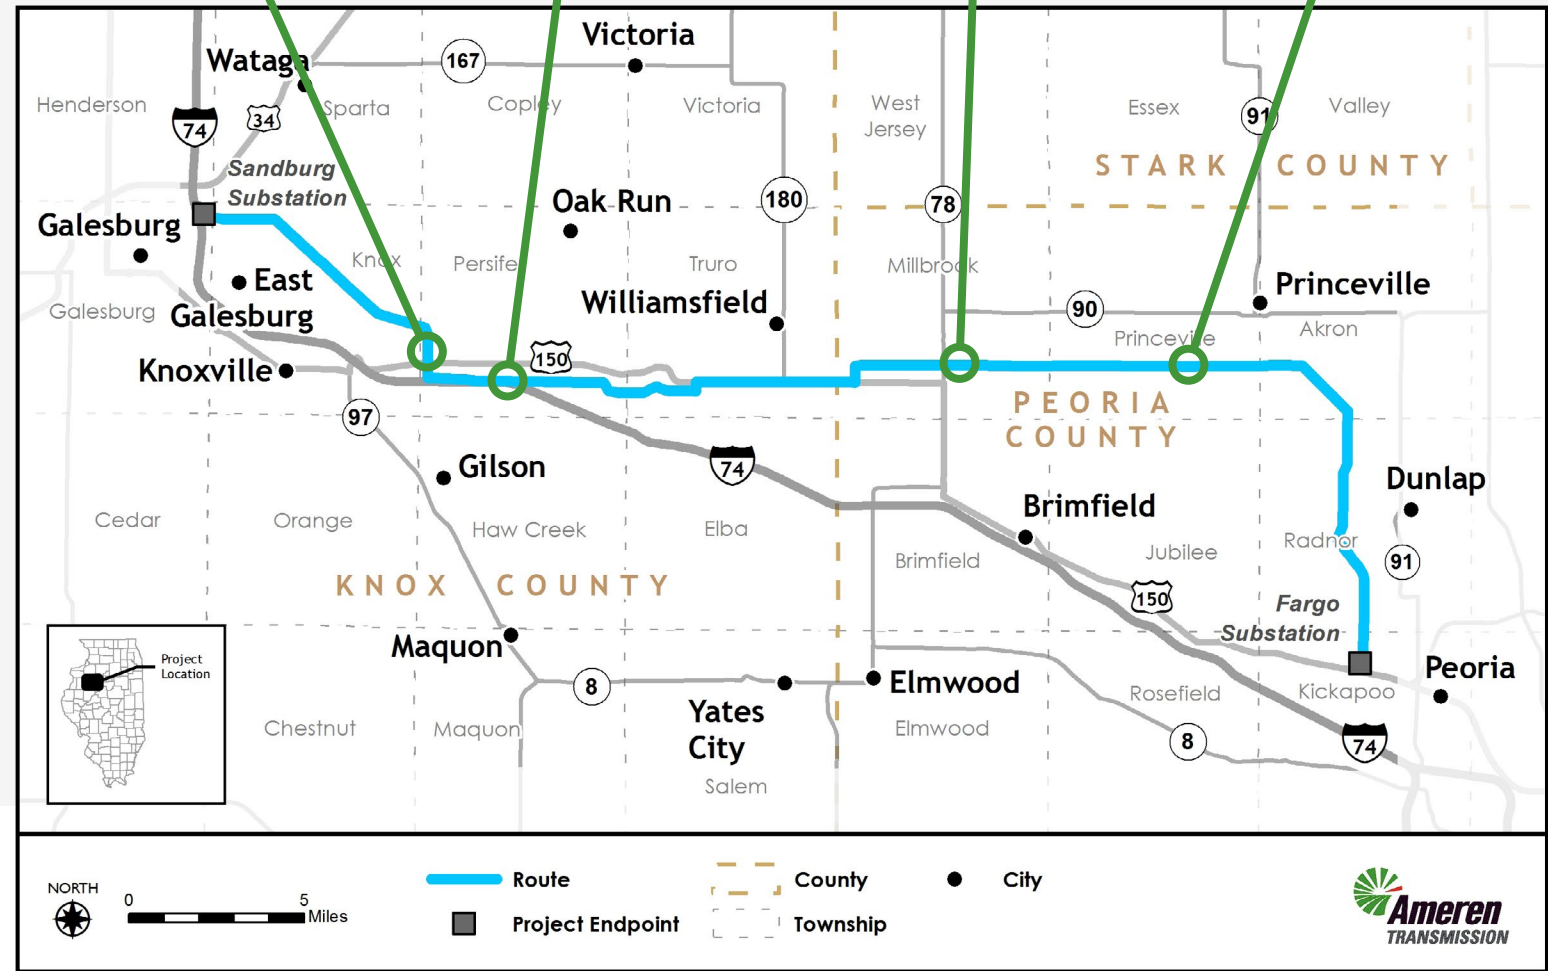 Victoria
Wataga
167
Henderson
Sparta
Copley
Victoria
West
Jersey
Essex
91
Valley
74
34
STARK COUNTY
Sandburg
Substation
180
78
Oak Run
Galesburg
Knox
Persifer
Truro
Millbrook
East
Galesburg
Princeville
Williamsfield
90
Galesburg
Princeville
Akron
Knoxville
150
PEORIA
COUNTY
97
74
Gilson
Dunlap
Brimfield
Cedar
Orange
Haw Creek
Elba
Brimfield
Jubilee
Radnor
91
KNOX COUNTY
150
Fargo
Substation
Maquon
Peoria
Project
Location
8
Elmwood
Rosefield
Kickapoo
Yates
City
Chestnut
Maquon
Elmwood
8
74
Salem
NORTH
0 5
Miles
Route
County
City
Project Endpoint
Township
Ameren
TRANSMISSION